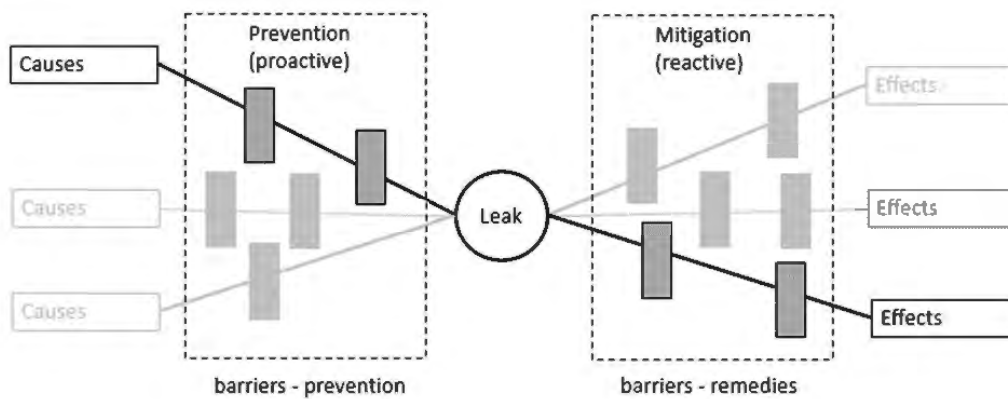 Prevention
(proactive)
Mitigation
(reactive)
Causes
Effects
Causes
Leak
Effects
Causes
Effects
barriers - prevention
barriers - remedies